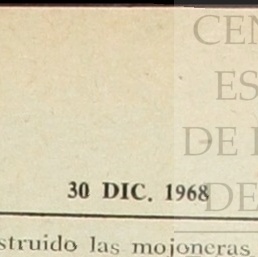 CEN
ES
DE
DE
30 DIC. 1968
struido las mojoneras